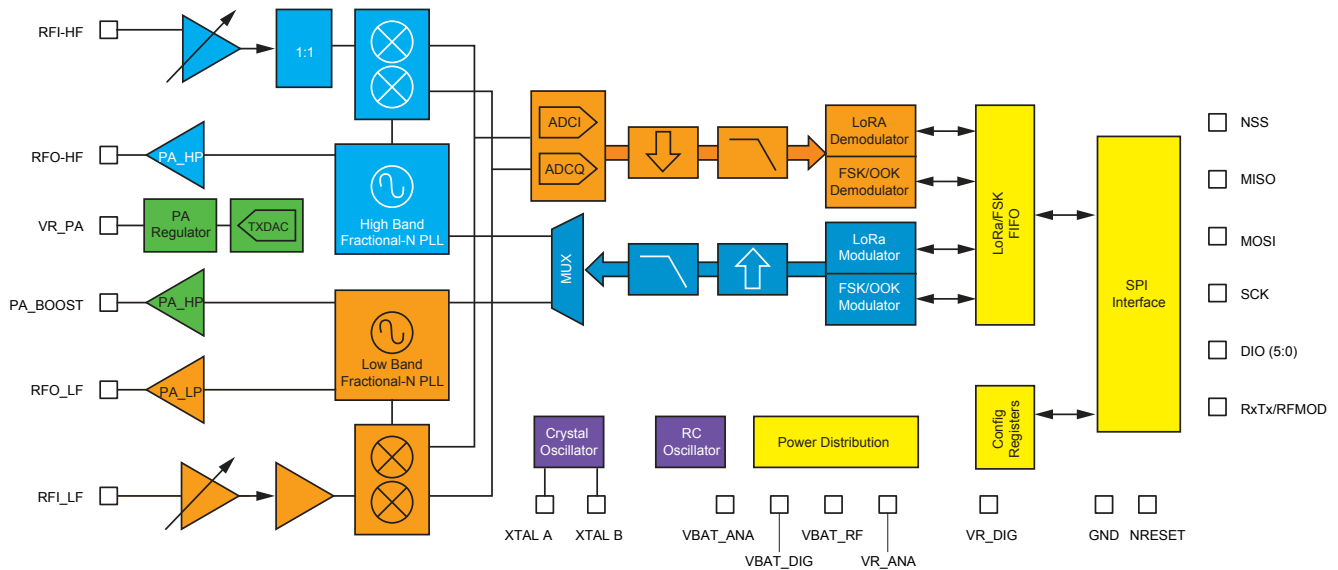 RFI-HF
1:1
RFO-HF
PA_HP
High Band
Fractional-N PLL
VR_PA
PA
Regulator
TXDAC
PA_BOOST
PA_HP
RFO_LF
PA_LP
Low Band
Fractional-N PLL
RFI_LF
ADCI
ADCQ
MUX
LoRA
Demodulator
FSK/OOK
Demodulator
LoRa
Modulator
FSK/OOK
Modulator
LoRa/FSK
FIFO
SPI
Interface
Config
Registers
Crystal
Oscillator
RC
Oscillator
Power Distribution
XTAL A
XTAL B
VBAT_ANA
VBAT_DIG
VBAT_RF
VR_ANA
VR_DIG
GND
NRESET
NSS
MISO
MOSI
SCK
DIO (5:0)
RxTx/RFMOD